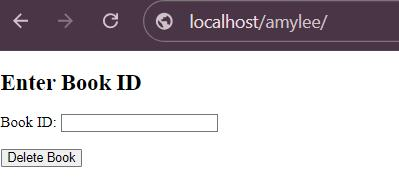 localhost/amylee/
Enter Book ID
Book ID:
Delete Book